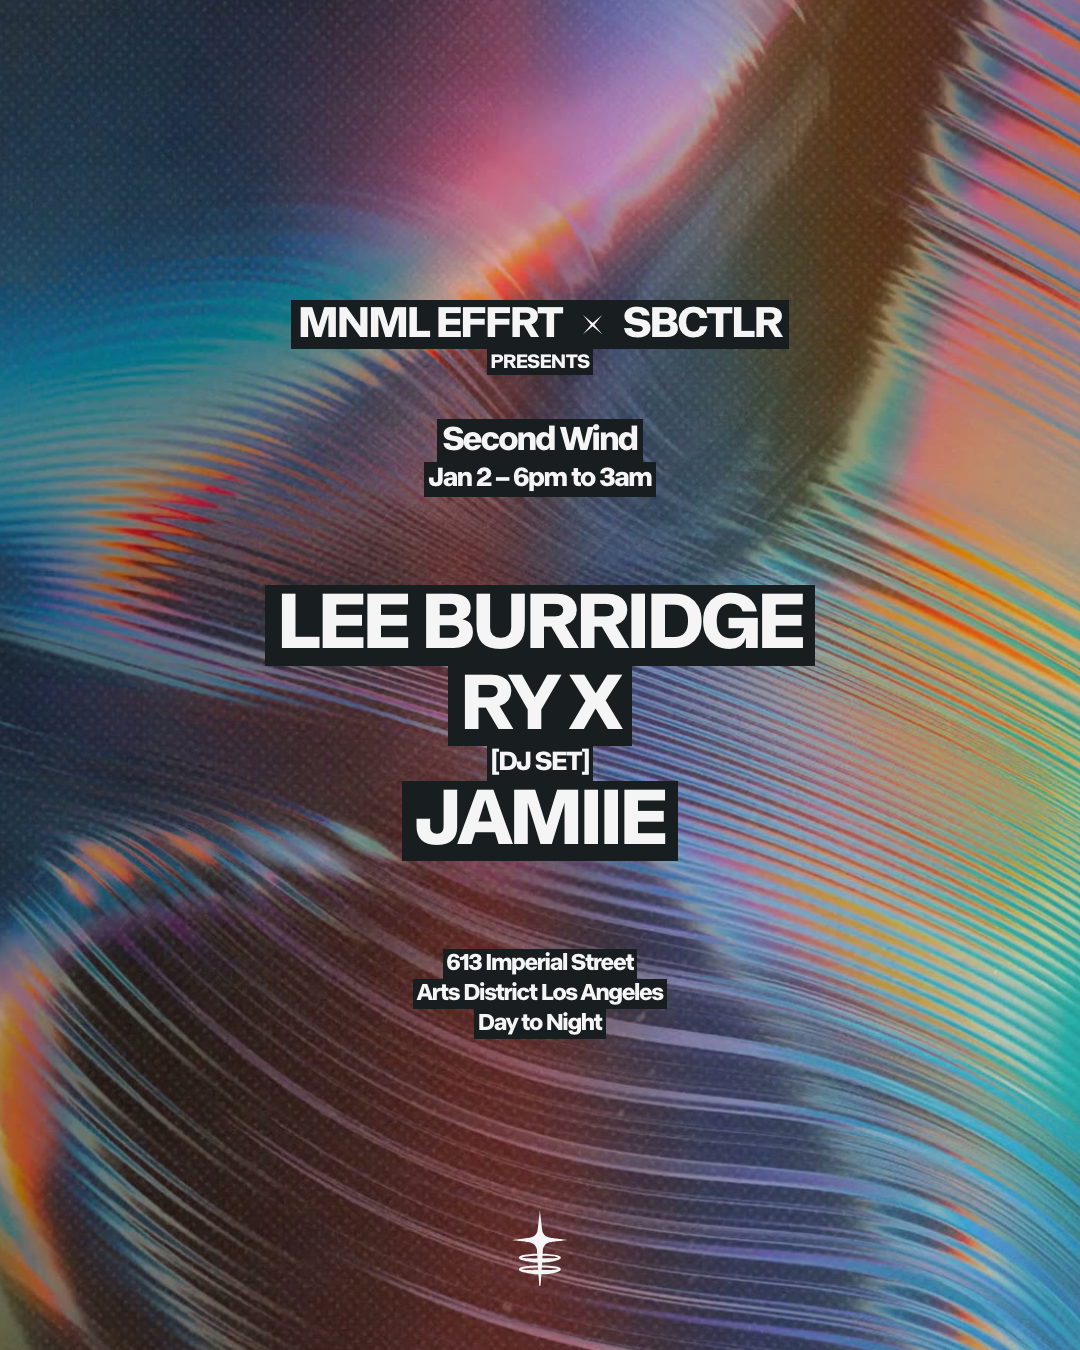 MNML EFFRT × SBCTLR
PRESENTS
Second Wind
Jan 2 – 6pm to 3am
LEE BURRIDGE
RY X
[DJ SET]
JAMIIE
613 Imperial Street
Arts District Los Angeles
Day to Night